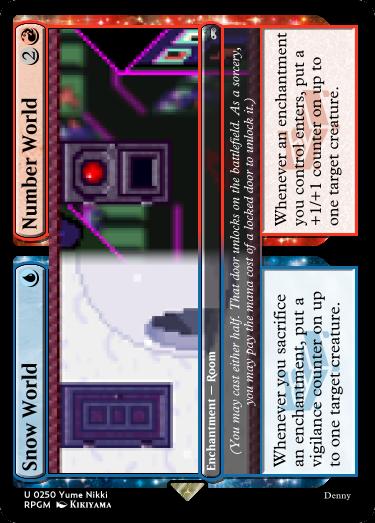 Snow World
Enchantment — Room
(You may cast either half. That door unlocks on the battlefield. As a sorcery,
you may pay the mana cost of a locked door to unlock it.)
Whenever you sacrifice
an enchantment, put a
vigilance counter on up
to one target creature.
Number World
2
Whenever an enchantment
you control enters, put a
+1/+1 counter on up to
one target creature.
U 0250 Yume Nikki
RPGM KIKIYAMA
Denny